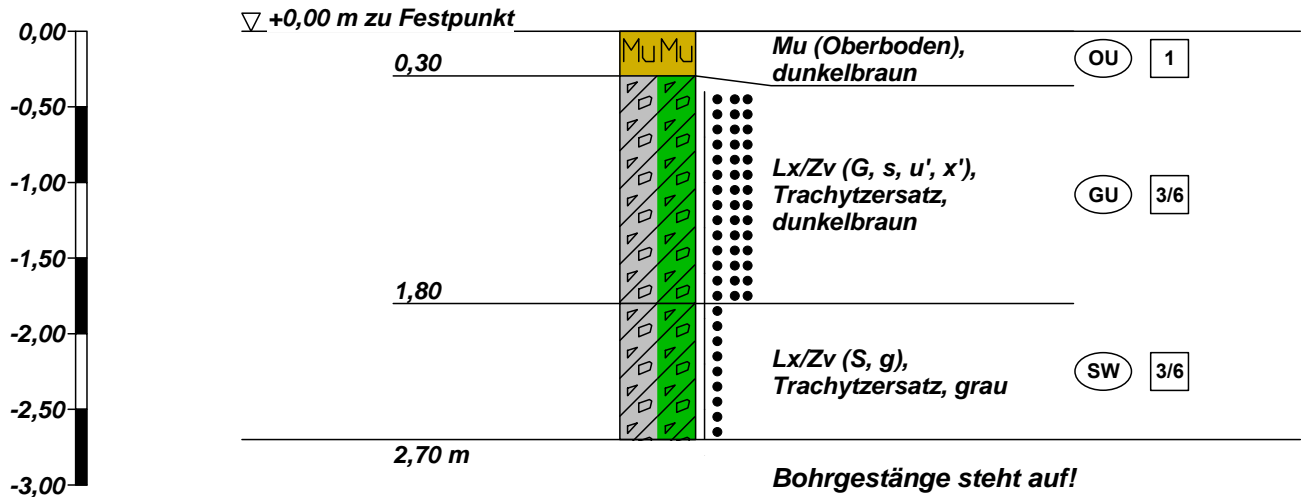 +0,00 m zu Festpunkt
0,00
MuMu
Mu (Oberboden),
dunkelbraun
OU
1
0,30
-0,50
-1,00
Lx/Zv (G, s, u', x'),
Trachytzersatz,
dunkelbraun
GU
3/6
-1,50
1,80
-2,00
Lx/Zv (S, g),
Trachytzersatz, grau
SW
3/6
-2,50
2,70 m
-3,00
Bohrgestänge steht auf!